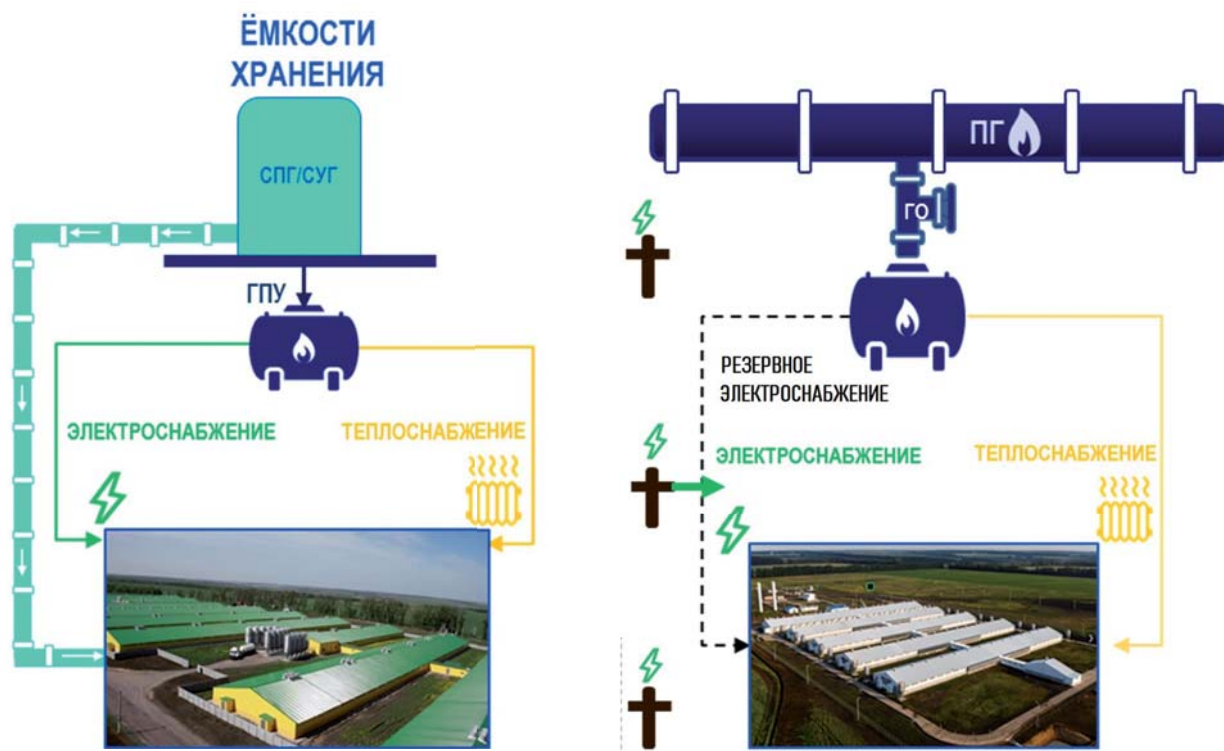 ЁМКОСТИ
ХРАНЕНИЯ
СПГ/СУГ
ГПУ
ЭЛЕКТРОСНАБЖЕНИЕ
ТЕПЛОСНАБЖЕНИЕ
ПГ
ГО
РЕЗЕРВНОЕ
ЭЛЕКТРОСНАБЖЕНИЕ
ЭЛЕКТРОСНАБЖЕНИЕ
ТЕПЛОСНАБЖЕНИЕ